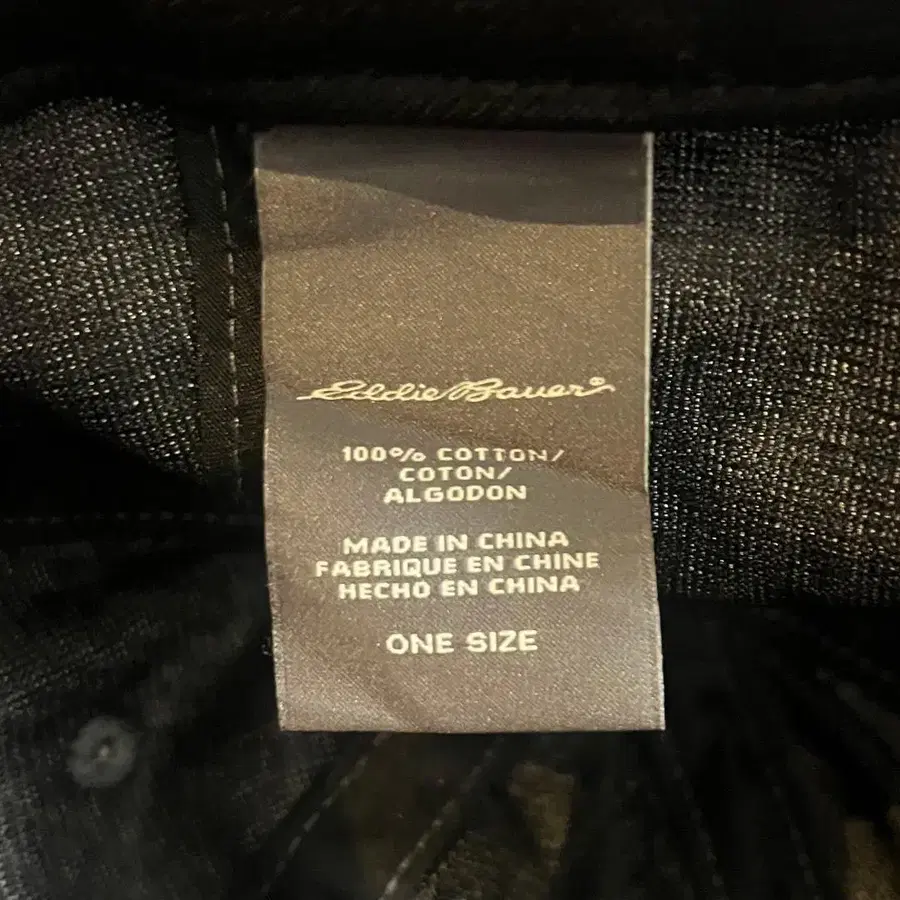 Eddie Bauer®
100% COTTON/
COTON/
ALGODON
MADE IN CHINA
FABRIQUE EN CHINE
HECHO EN CHINA
ONE SIZE